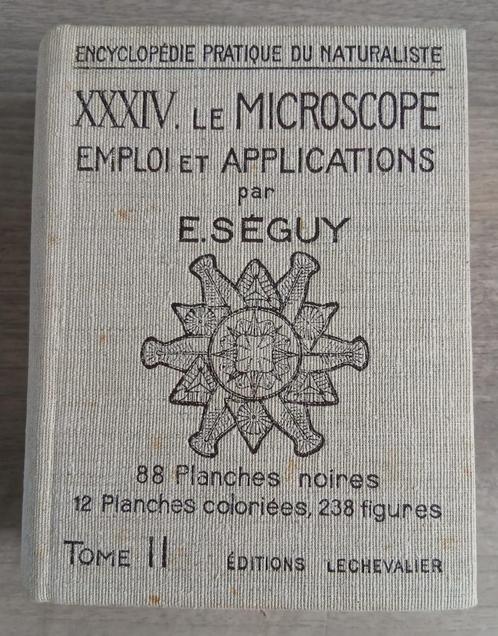 ENCYCLOPÉDIE PRATIQUE DU NATURALISTE
XXXIV. LE MICROSCOPE
EMPLOI ET APPLICATIONS
par
E. SÉGUY
88 Planches noires
12 Planches coloriées, 238 figures
TOME II ÉDITIONS LECHEVALIER